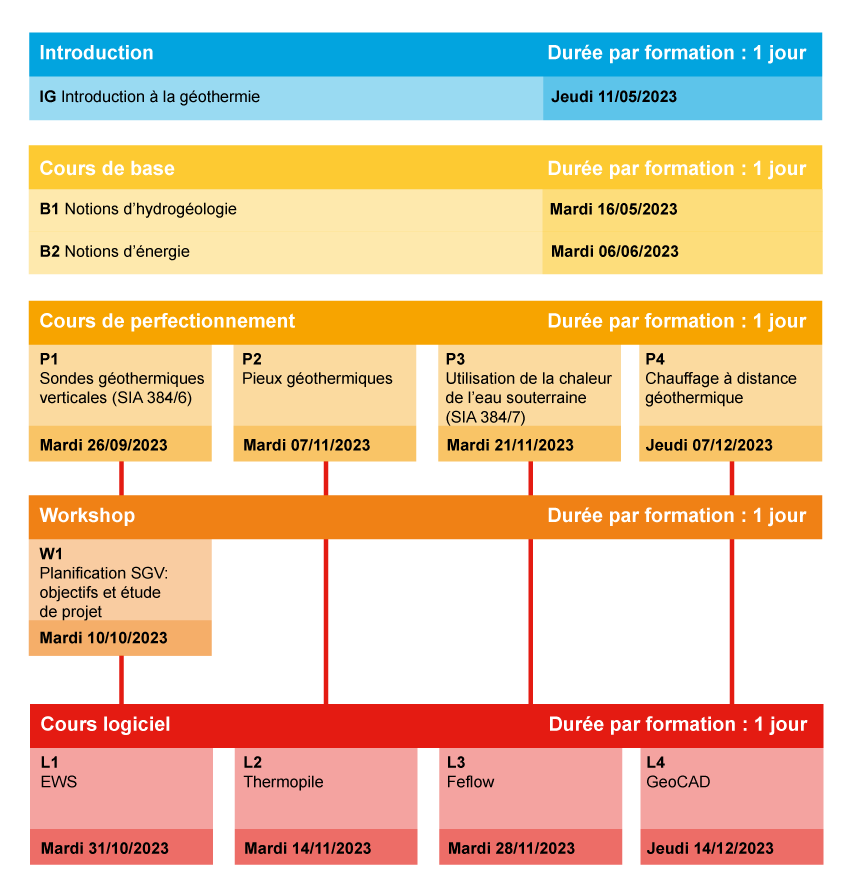 Introduction Durée par formation : 1 jour
IG Introduction à la géothermie Jeudi 11/05/2023
Cours de base Durée par formation : 1 jour
B1 Notions d’hydrogéologie Mardi 16/05/2023
B2 Notions d’énergie Mardi 06/06/2023
Cours de perfectionnement Durée par formation : 1 jour
P1
Sondes géothermiques
verticales (SIA 384/6)
Mardi 26/09/2023
P2
Pieux géothermiques
Mardi 07/11/2023
P3
Utilisation de la chaleur
de l’eau souterraine
(SIA 384/7)
Mardi 21/11/2023
P4
Chauffage à distance
géothermique
Jeudi 07/12/2023
Workshop Durée par formation : 1 jour
W1
Planification SGV:
objectifs et étude
de projet
Mardi 10/10/2023
Cours logiciel Durée par formation : 1 jour
L1
EWS
Mardi 31/10/2023
L2
Thermopile
Mardi 14/11/2023
L3
Feflow
Mardi 28/11/2023
L4
GeoCAD
Jeudi 14/12/2023